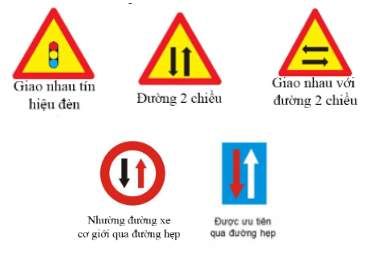 Giao nhau tín
hiệu đèn
Đường 2 chiều
Giao nhau với
đường 2 chiều
Nhường đường xe
cơ giới qua đường hẹp
Được ưu tiên
qua đường hẹp